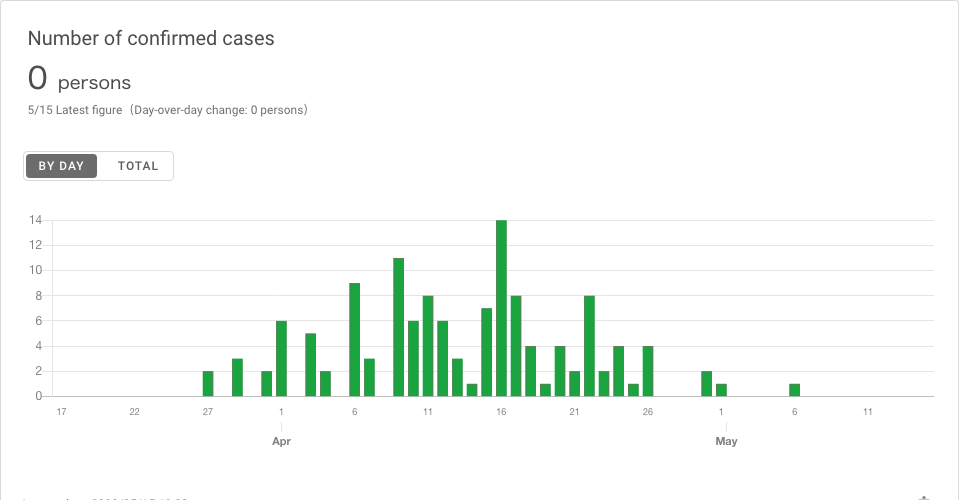 Number of confirmed cases
0 persons
5/15 Latest figure (Day-over-day change: 0 persons)
BY DAY TOTAL
14
12
10
8
6
4
2
0
17 22 27 1 6 11 16 21 26 1 6 11
Apr May